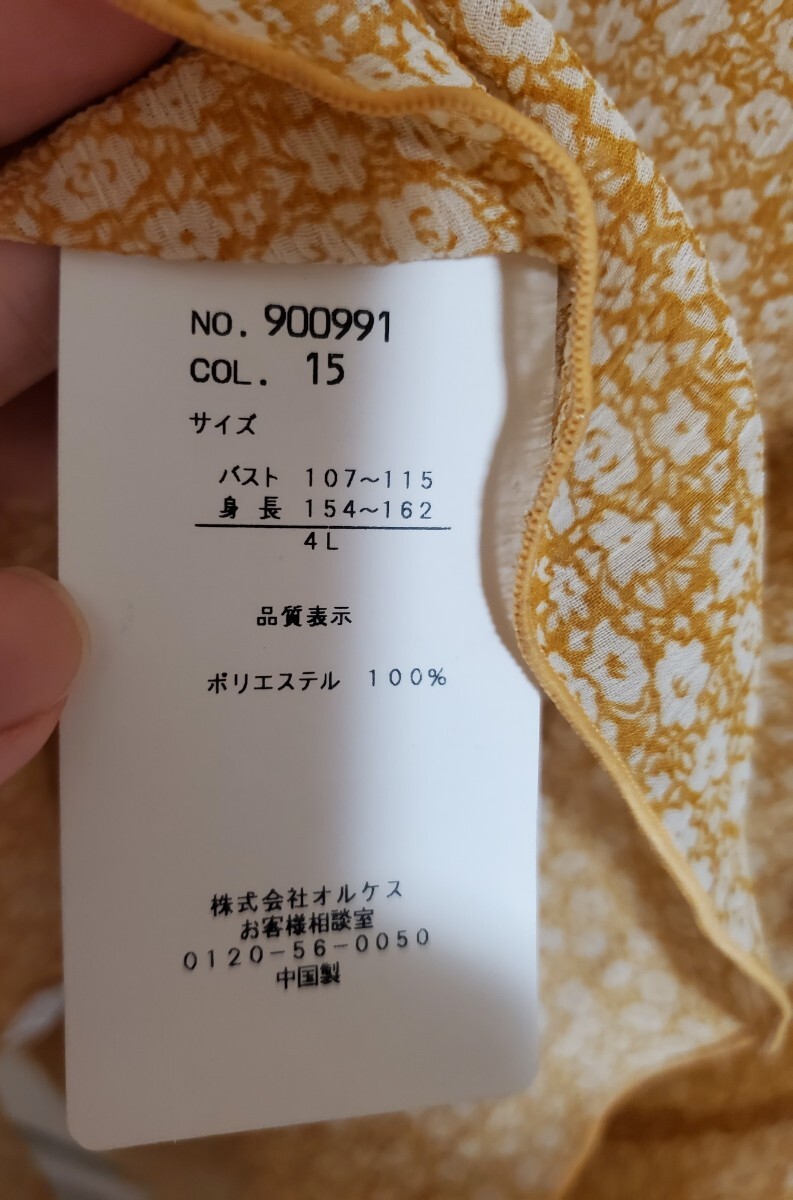 NO. 900991
COL. 15
サイズ
バスト 107～115
身 長 154～162
4L
品質表示
ポリエステル 100%
株式会社オルケス
お客様相談室
0120－56－0050
中国製